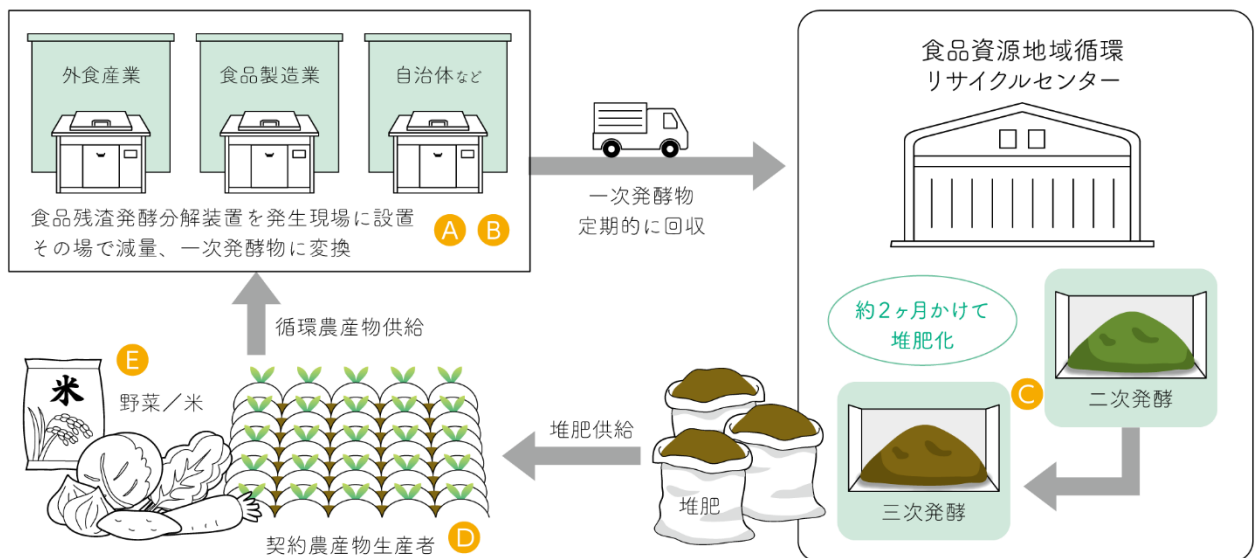 外食産業
食品製造業
自治体など
食品残渣発酵分解装置を発生現場に設置
その場で減量、一次発酵物に変換
A B
一次発酵物
定期的に回収
食品資源地域循環
リサイクルセンター
約2ヶ月かけて
堆肥化
二次発酵
C
三次発酵
堆肥
堆肥供給
契約農産物生産者 D
E
米
野菜／米
循環農産物供給